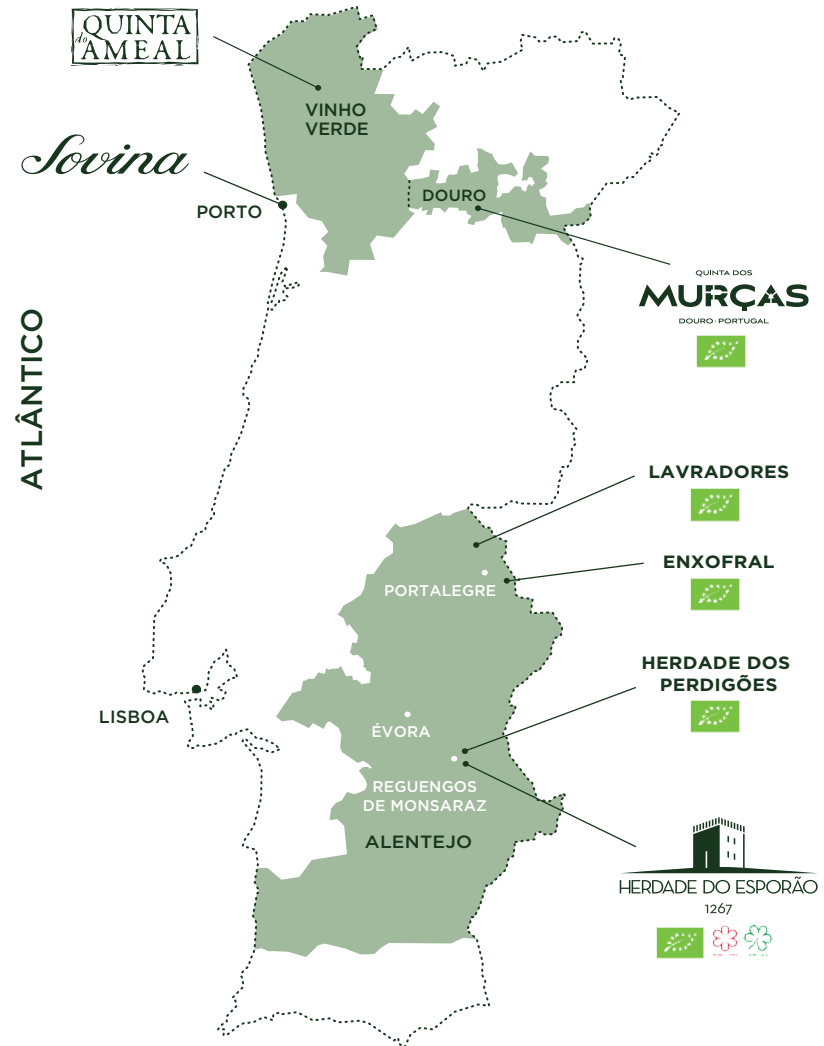 QUINTA
do AMEAL
VINHO
VERDE
Sovina
DOURO
PORTO
QUINTA DOS
MURÇAS
DOURO · PORTUGAL
ATLÂNTICO
LAVRADORES
ENXOFRAL
PORTALEGRE
HERDADE DOS
PERDIGÕES
LISBOA
ÉVORA
REGUENGOS
DE MONSARAZ
ALENTEJO
HERDADE DO ESPORÃO
1267